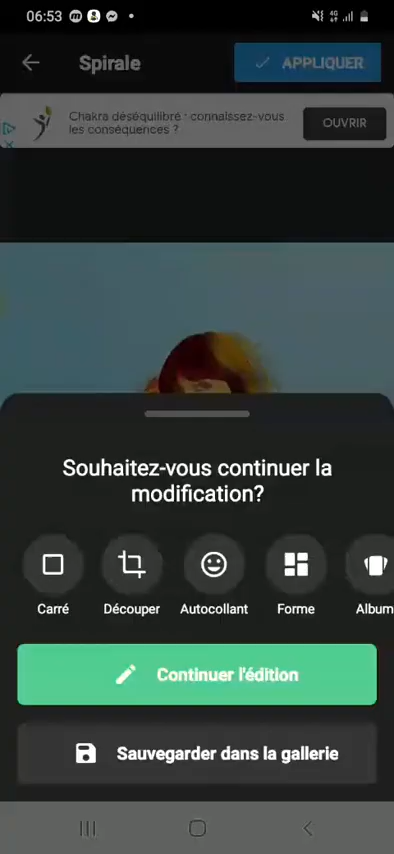 06:53
4G
Spirale
APPLIQUER
Chakra déséquilibré : connaissez-vous
les conséquences ?
OUVRIR
Souhaitez-vous continuer la
modification?
Carré
Découper
Autocollant
Forme
Album
Continuer l'édition
Sauvegarder dans la gallerie